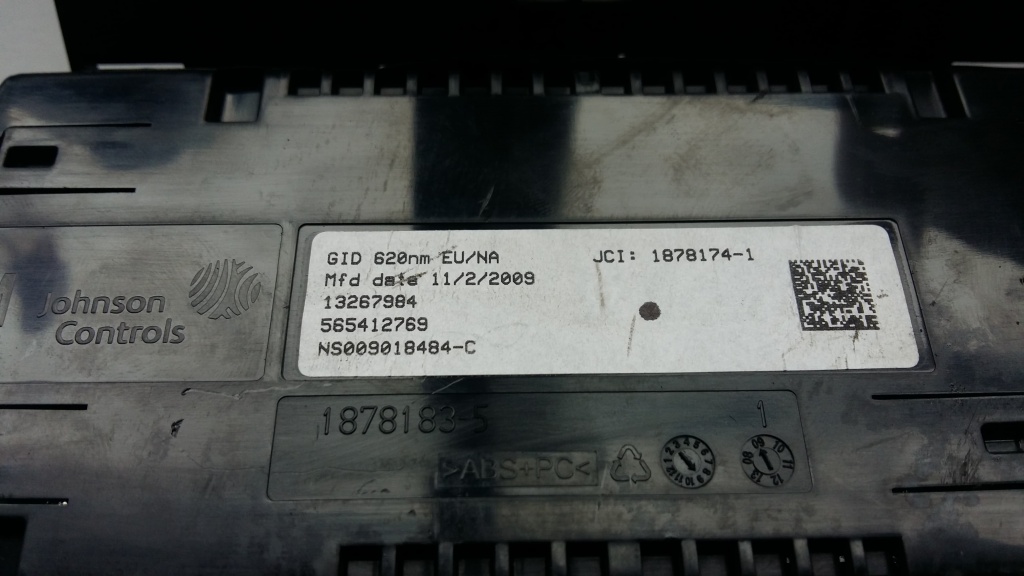 GID 620nm EU/NA JCI: 1878174-1
Mfd date 11/2/2009
13267984
565412769
NS009018484-C
Johnson
Controls
1878183-5 1
>ABS+PC<